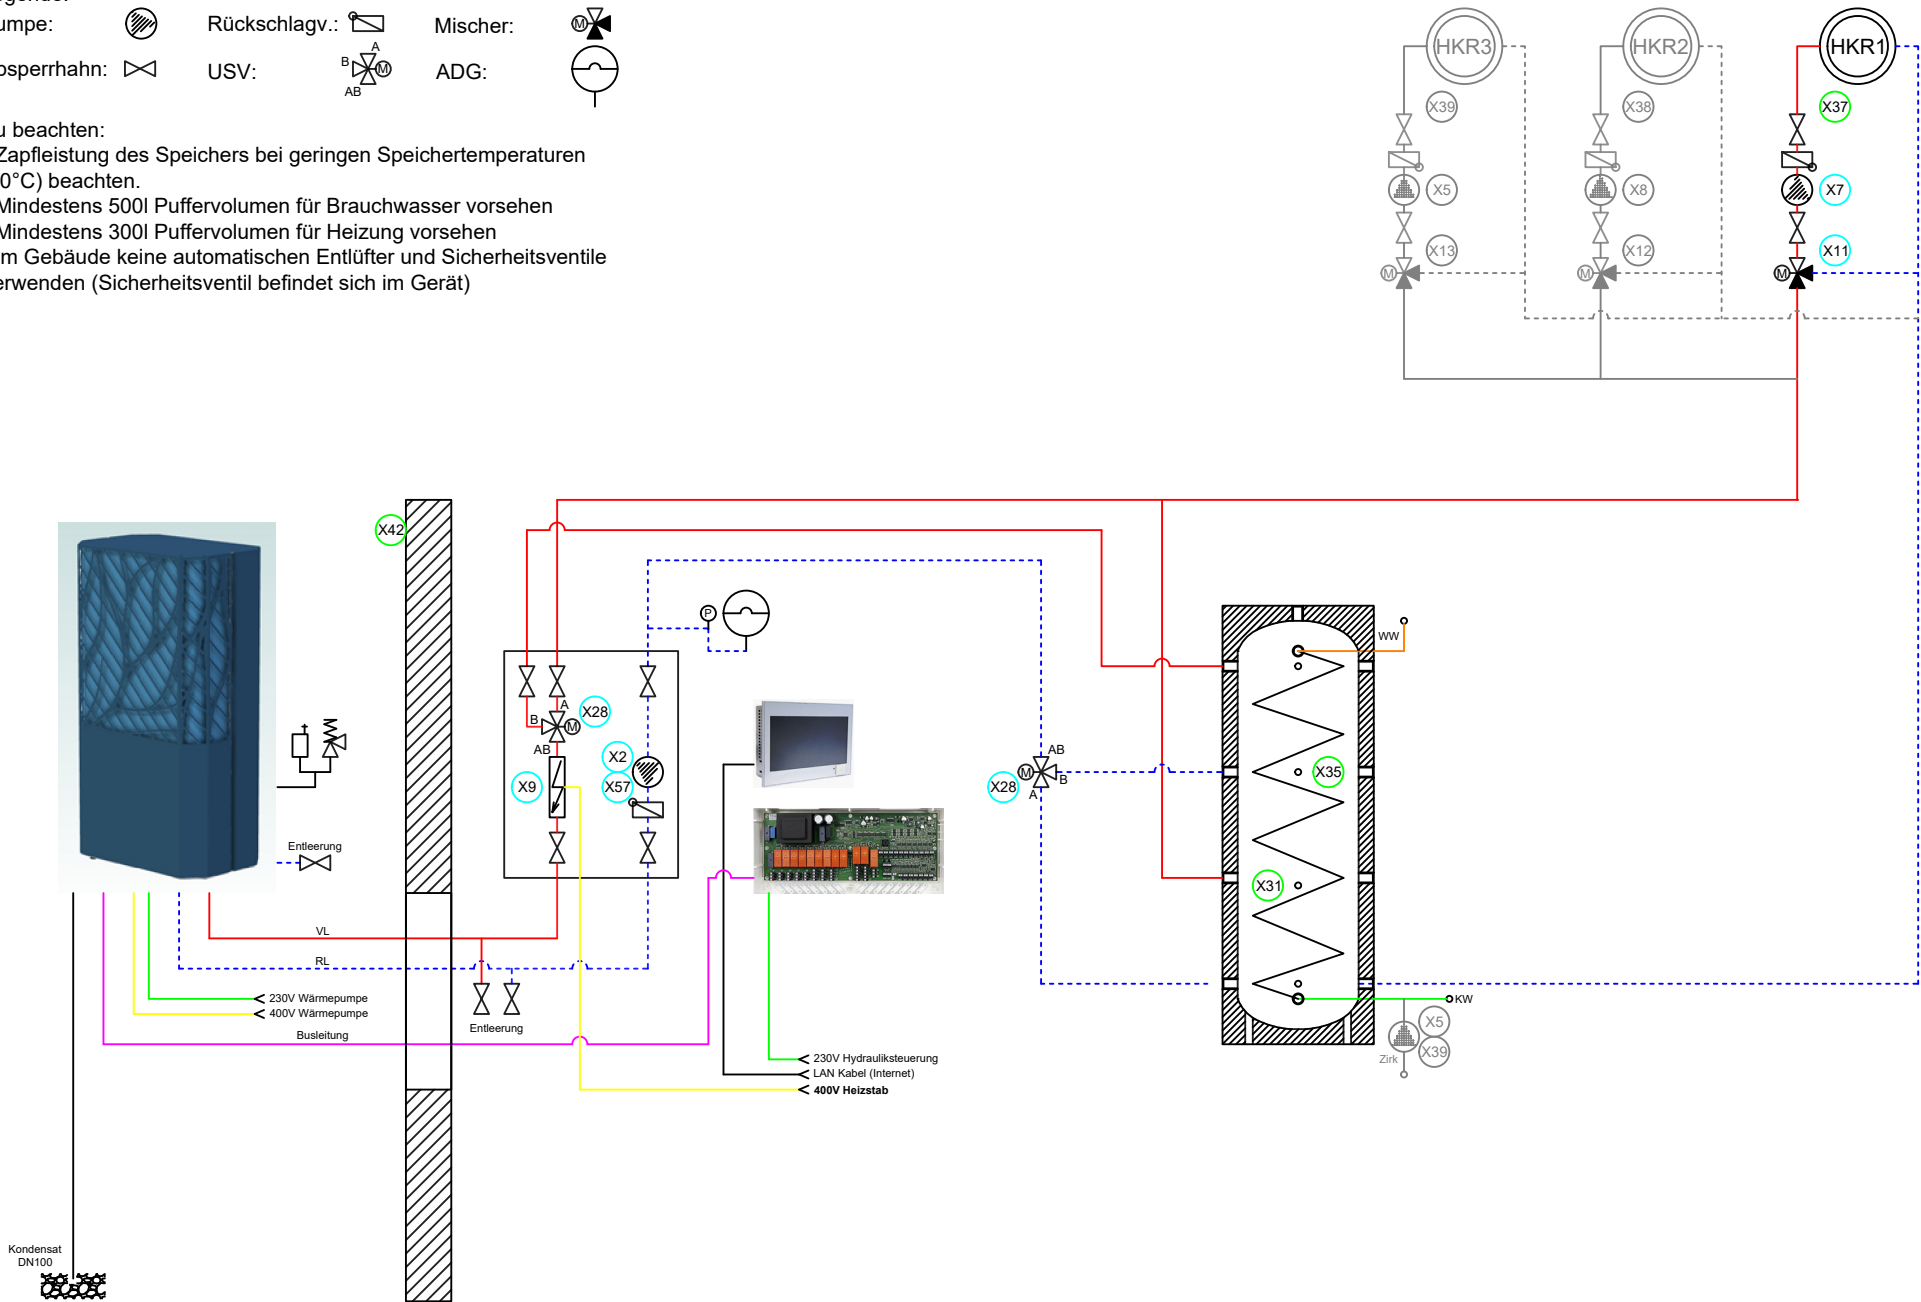 egende:
umpe: Rückschlagv.: Mischer:
M
bsperrhahn: USV: ADG:
A
B
M
AB
u beachten:
Zapfleistung des Speichers bei geringen Speichertemperaturen
0°C) beachten.
Mindestens 500l Puffervolumen für Brauchwasser vorsehen
Mindestens 300l Puffervolumen für Heizung vorsehen
m Gebäude keine automatischen Entlüfter und Sicherheitsventile
erwenden (Sicherheitsventil befindet sich im Gerät)
HKR3 HKR2 HKR1
X39 X38 X37
X5 X8 X7
X13 X12 X11
M M M
X42
P
WW
A
B
M
X28
AB
X2
X9
X57
AB
M
B
A
X28
X35
X31
Entleerung
VL
RL
230V Wärmepumpe
400V Wärmepumpe
Busleitung
Entleerung
KW
X5
X39
Zirk
230V Hydrauliksteuerung
LAN Kabel (Internet)
400V Heizstab
Kondensat
DN100